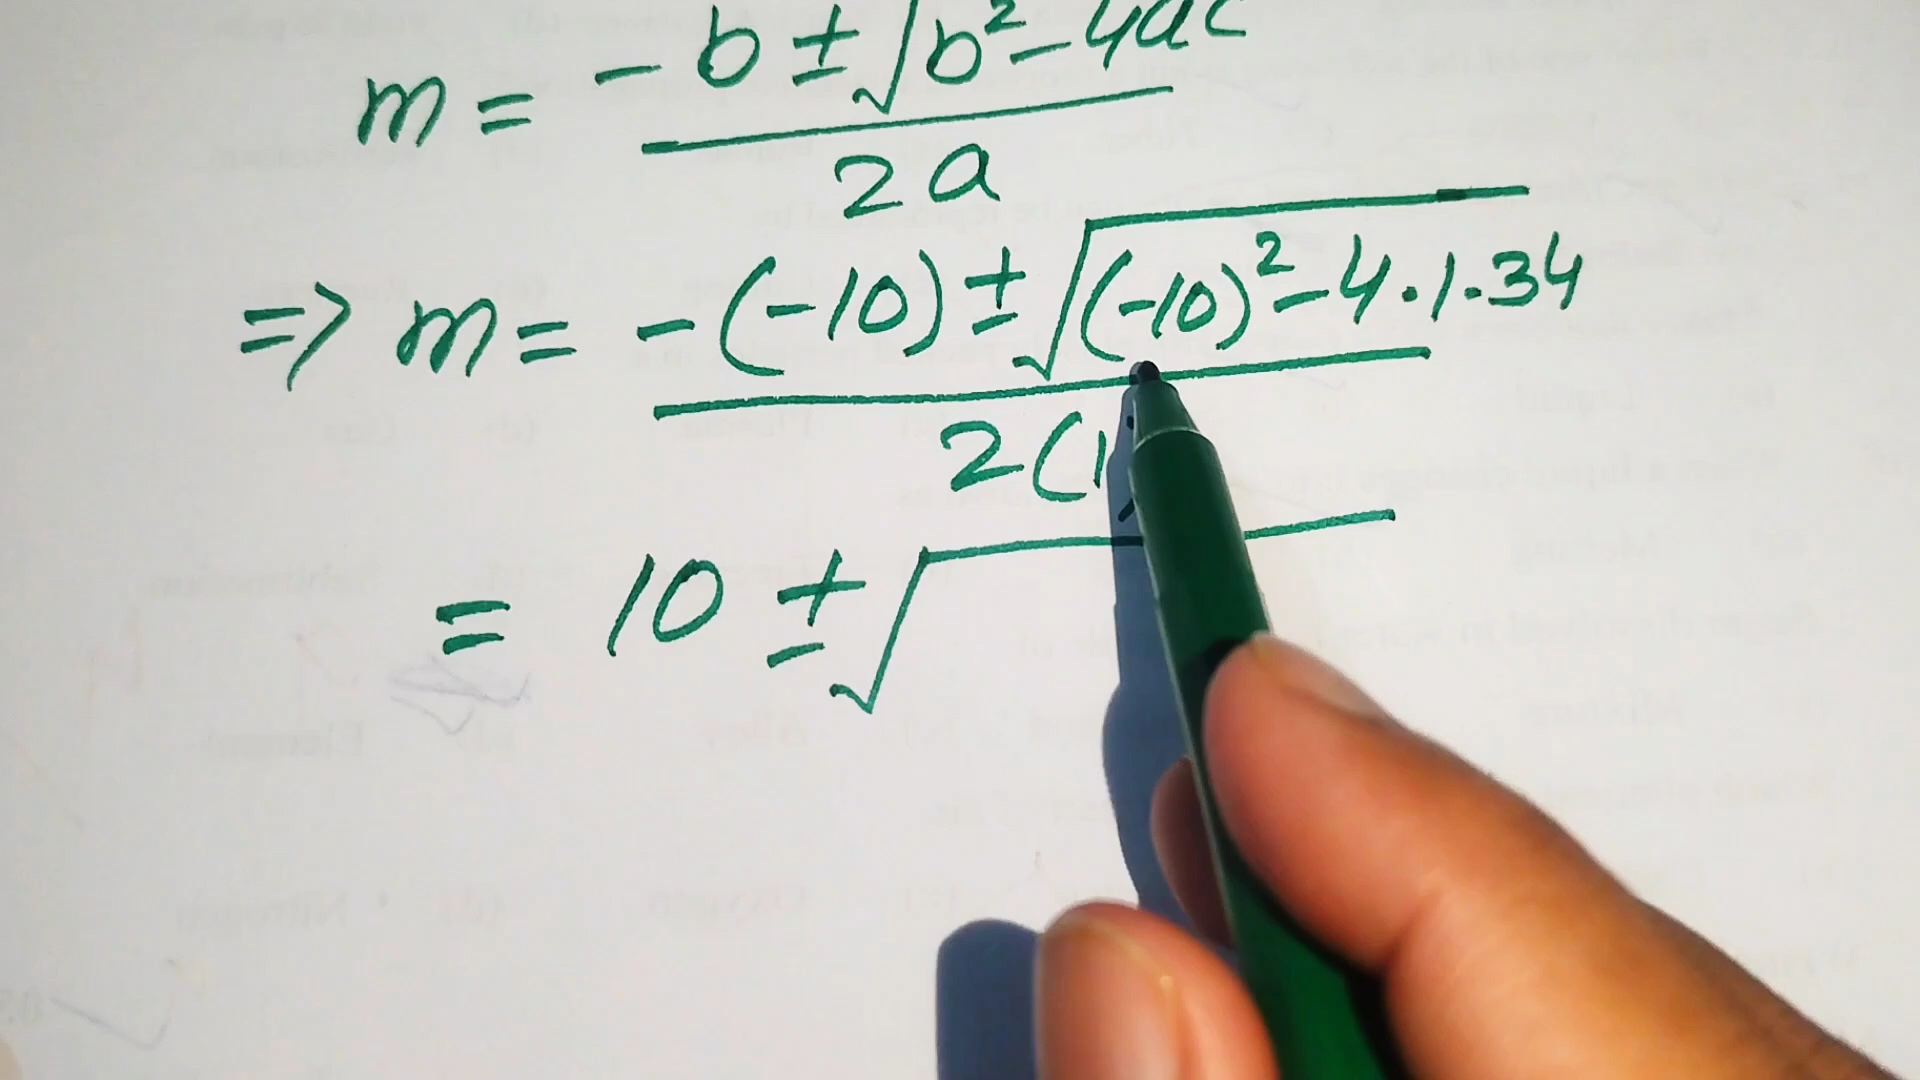 m = -b ± √b² - 4ac
2a
=> m = -(-10) ± √(-10)² - 4.1.34
2(1)
= 10 ± √